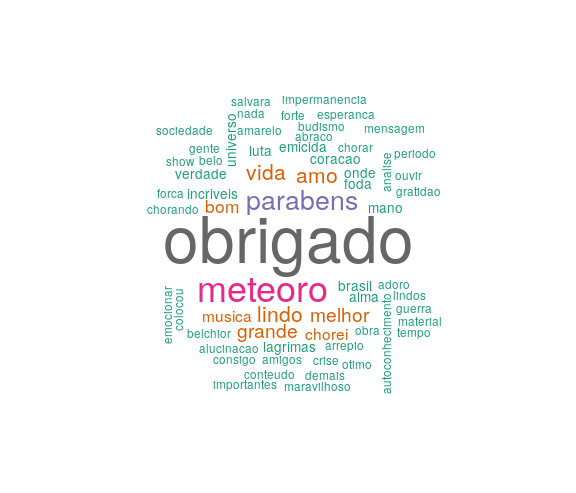 salvara impermanencia
nada forte esperanca
sociedade universo amarelo budismo mensagem
abraco
gente luta emicida chorar
show belo coracao analise periodo
verdade vida amo onde ouvir
foda
forca incriveis gratidao
chorando bom parabens mano
obrigado
meteoro brasil adoro
emocionar colocou alma lindos
musica lindo melhor guerra
material
belchior grande chorei obra tempo
alucinacao lagrimas arrepio autoconhecimento
consigo amigos crise otimo
conteudo demais
importantes maravilhoso